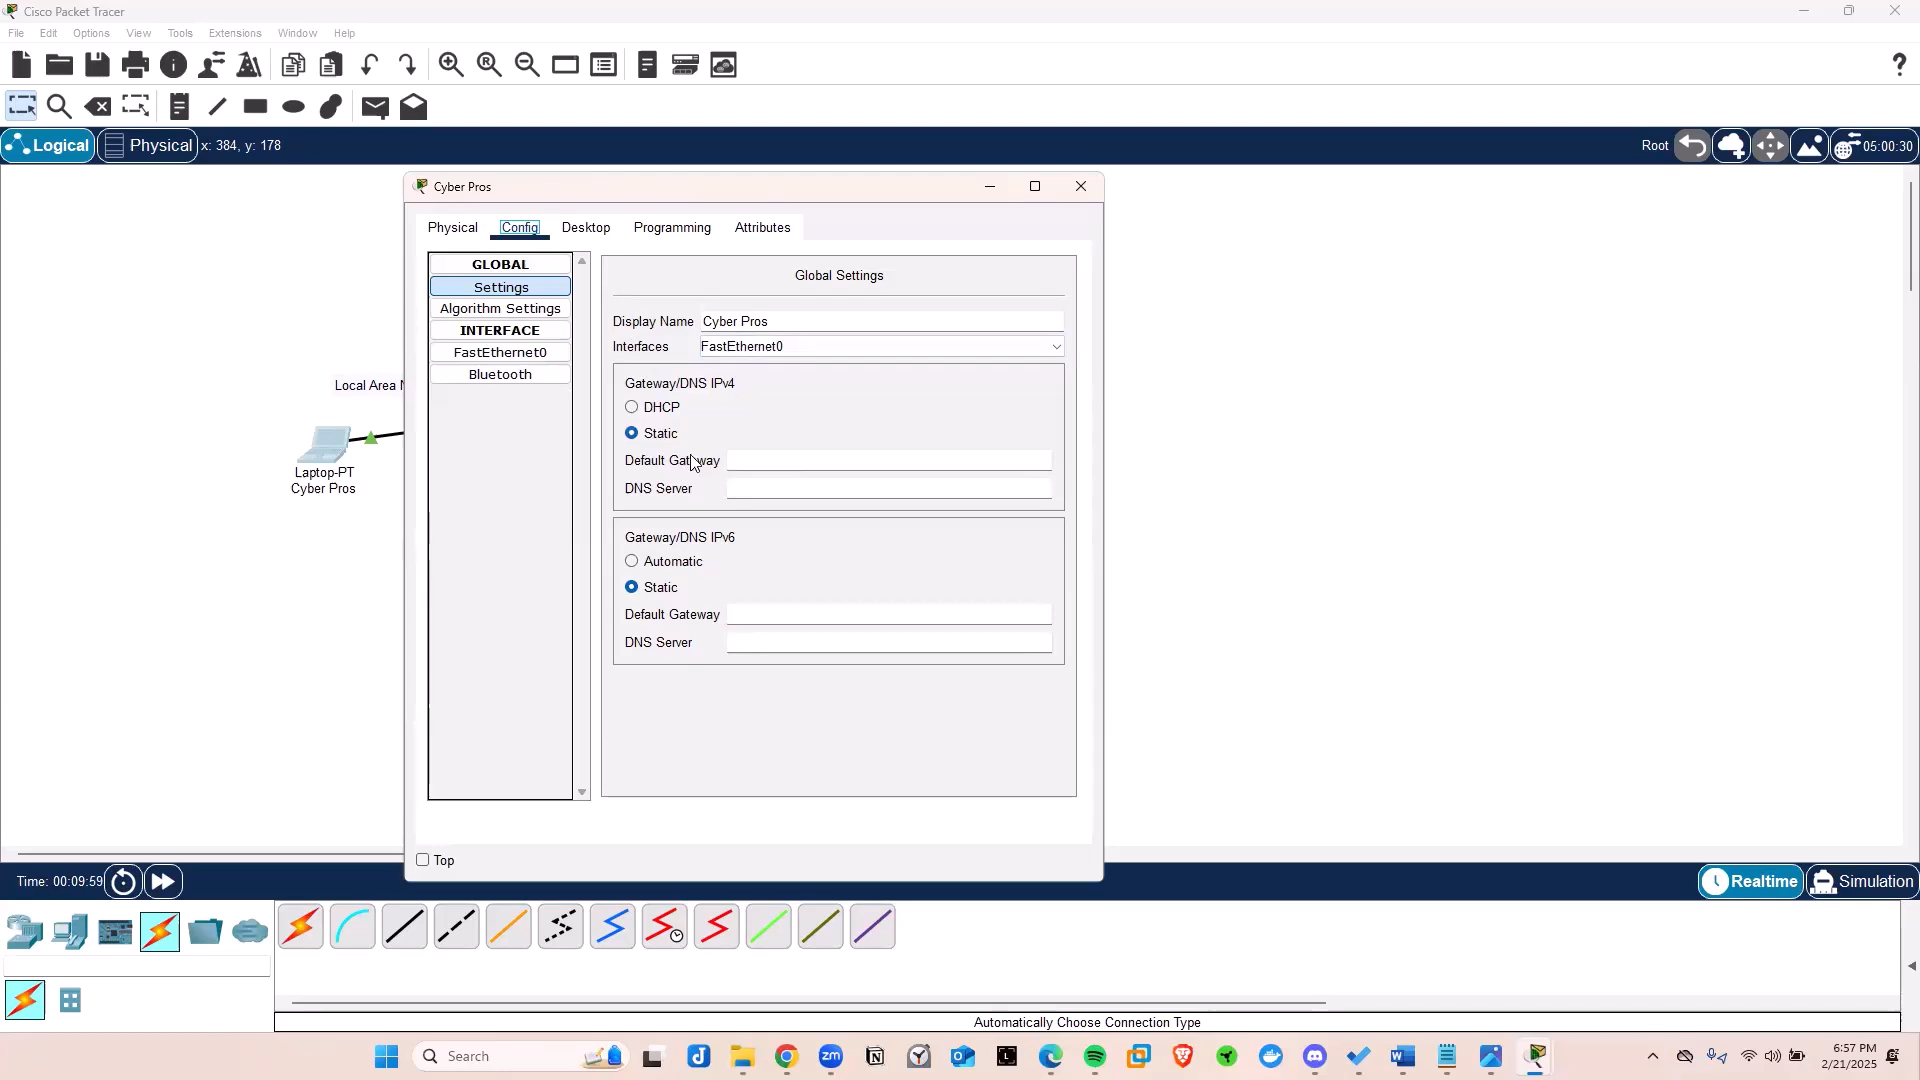 Cisco Packet Tracer
File Edit Options View Tools Extensions Window Help
Logical Physical x: 384, y: 178 Root 05:00:30
Cyber Pros
Physical Config Desktop Programming Attributes
GLOBAL
Settings
Algorithm Settings
INTERFACE
FastEthernet0
Bluetooth
Global Settings
Display Name Cyber Pros
Interfaces FastEthernet0
Gateway/DNS IPv4
DHCP
Static
Default Gateway
DNS Server
Gateway/DNS IPv6
Automatic
Static
Default Gateway
DNS Server
Top
Local Area N
Laptop-PT
Cyber Pros
Time: 00:09:59 Realtime Simulation
Automatically Choose Connection Type
Search
zm
6:57 PM
2/21/2025